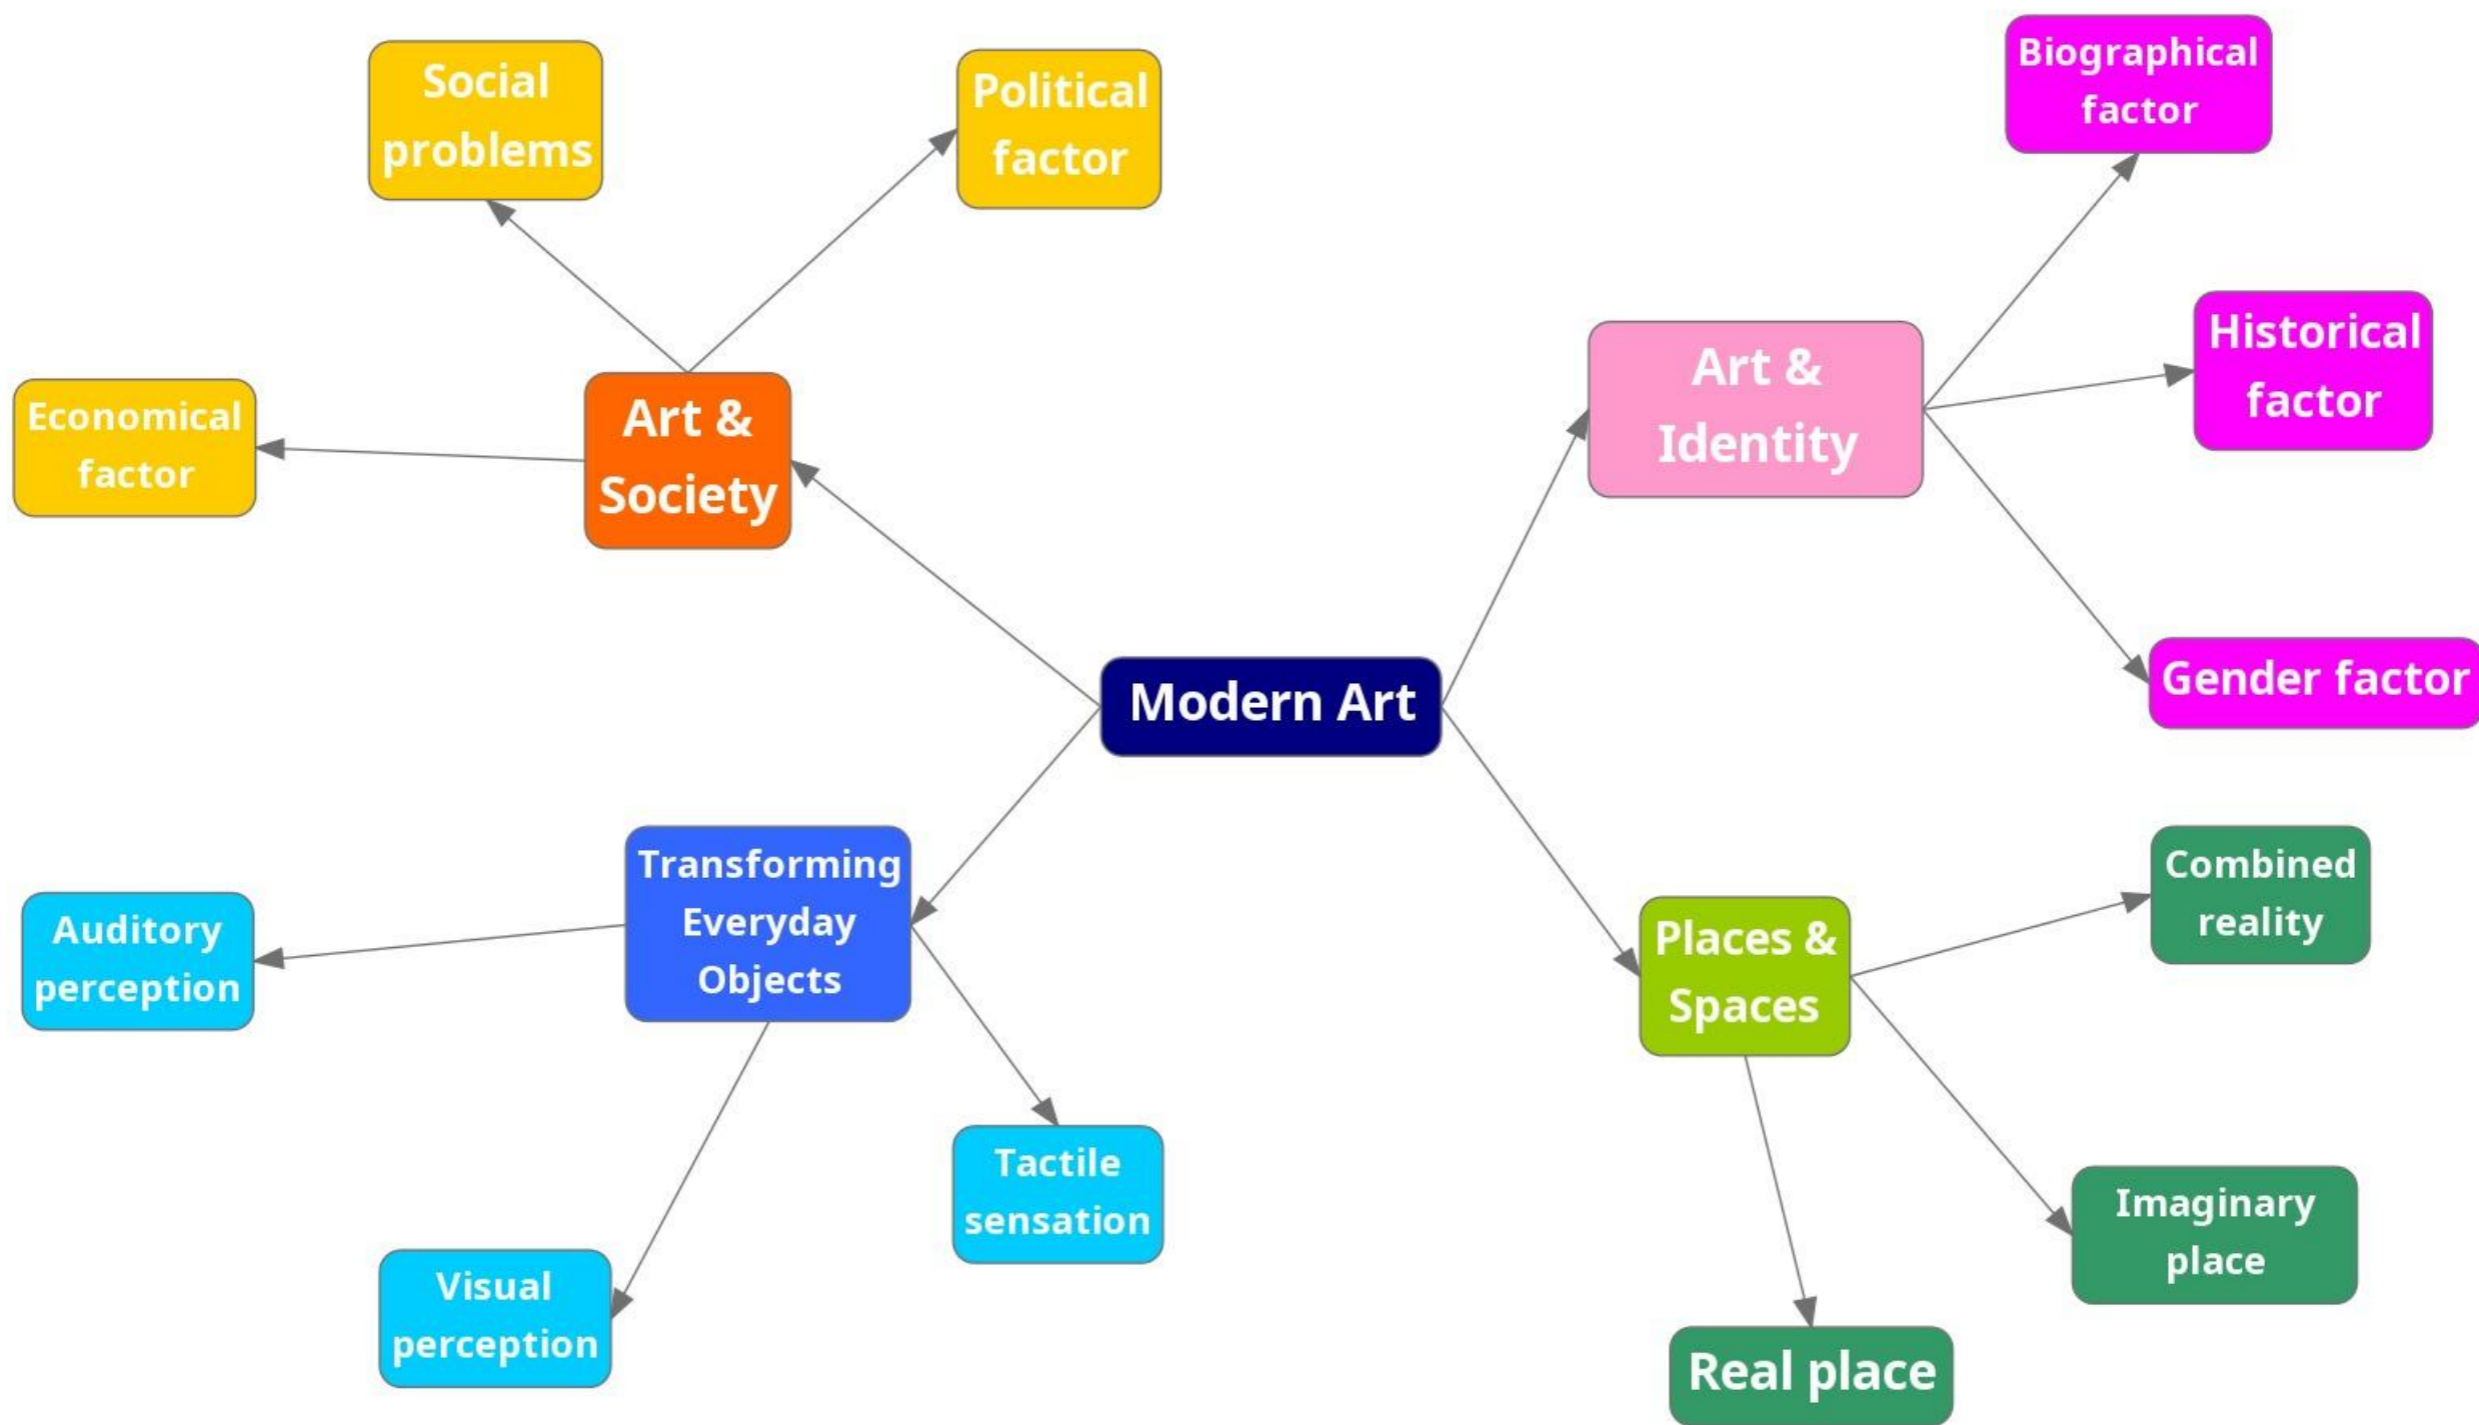 Social
problems
Political
factor
Biographical
factor
Historical
factor
Art &
Identity
Economical
factor
Art &
Society
Gender factor
Modern Art
Transforming
Everyday
Objects
Combined
reality
Auditory
perception
Places &
Spaces
Tactile
sensation
Imaginary
place
Visual
perception
Real place